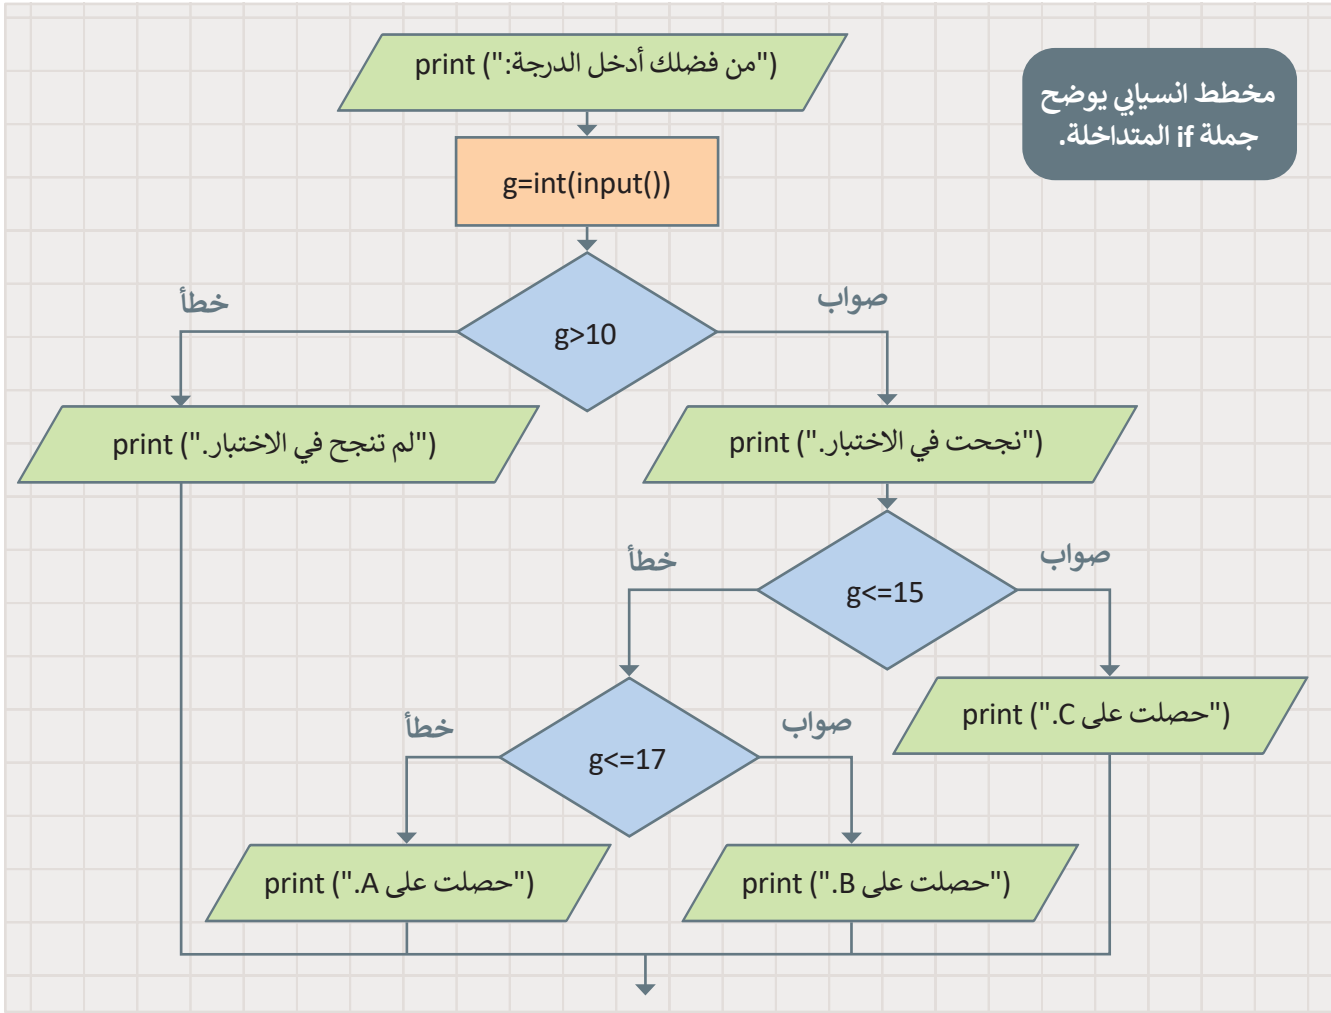 مخطط انسيابي يوضح
جملة if المتداخلة.
print ("من فضلك أدخل الدرجة:")
g=int(input())
g>10
صواب
خطأ
print ("نجحت في الاختبار.")
print ("لم تنجح في الاختبار.")
g<=15
صواب
خطأ
print ("حصلت على C.")
g<=17
صواب
خطأ
print ("حصلت على B.")
print ("حصلت على A.")